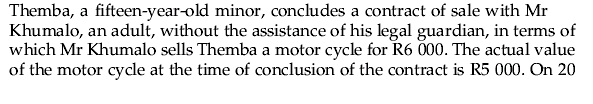 Themba, a fifteen-year-old minor, concludes a contract of sale with Mr
Khumalo, an adult, without the assistance of his legal guardian, in terms of
which Mr Khumalo sells Themba a motor cycle for R6 000. The actual value
of the motor cycle at the time of conclusion of the contract is R5 000. On 20